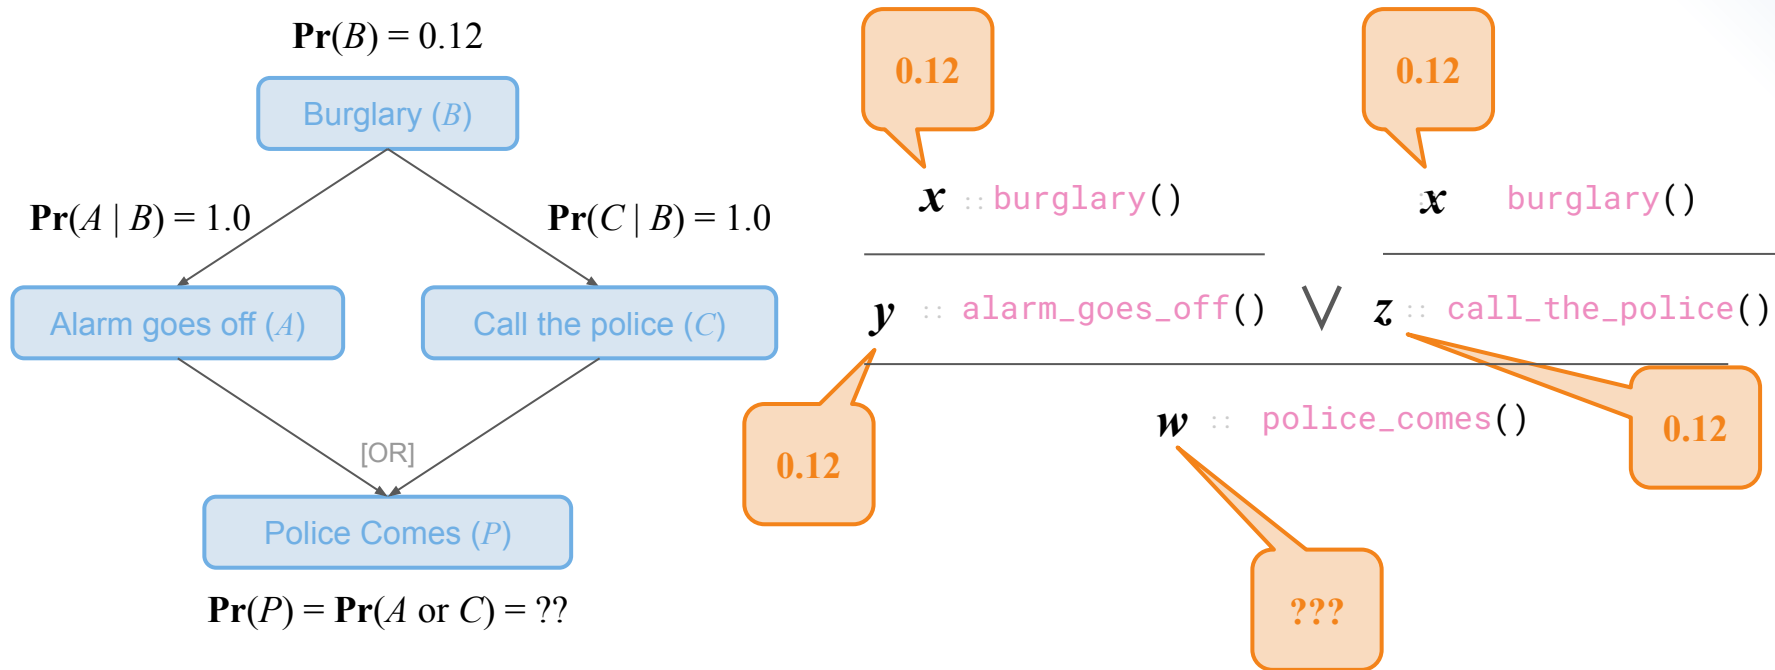 Pr(B) = 0.12
Burglary (B)
Pr(A | B) = 1.0
Pr(C | B) = 1.0
Alarm goes off (A)
Call the police (C)
[OR]
Police Comes (P)
Pr(P) = Pr(A or C) = ??
0.12
0.12
x :: burglary()
x :: burglary()
y :: alarm_goes_off() ∨ z :: call_the_police()
w :: police_comes()
0.12
0.12
???